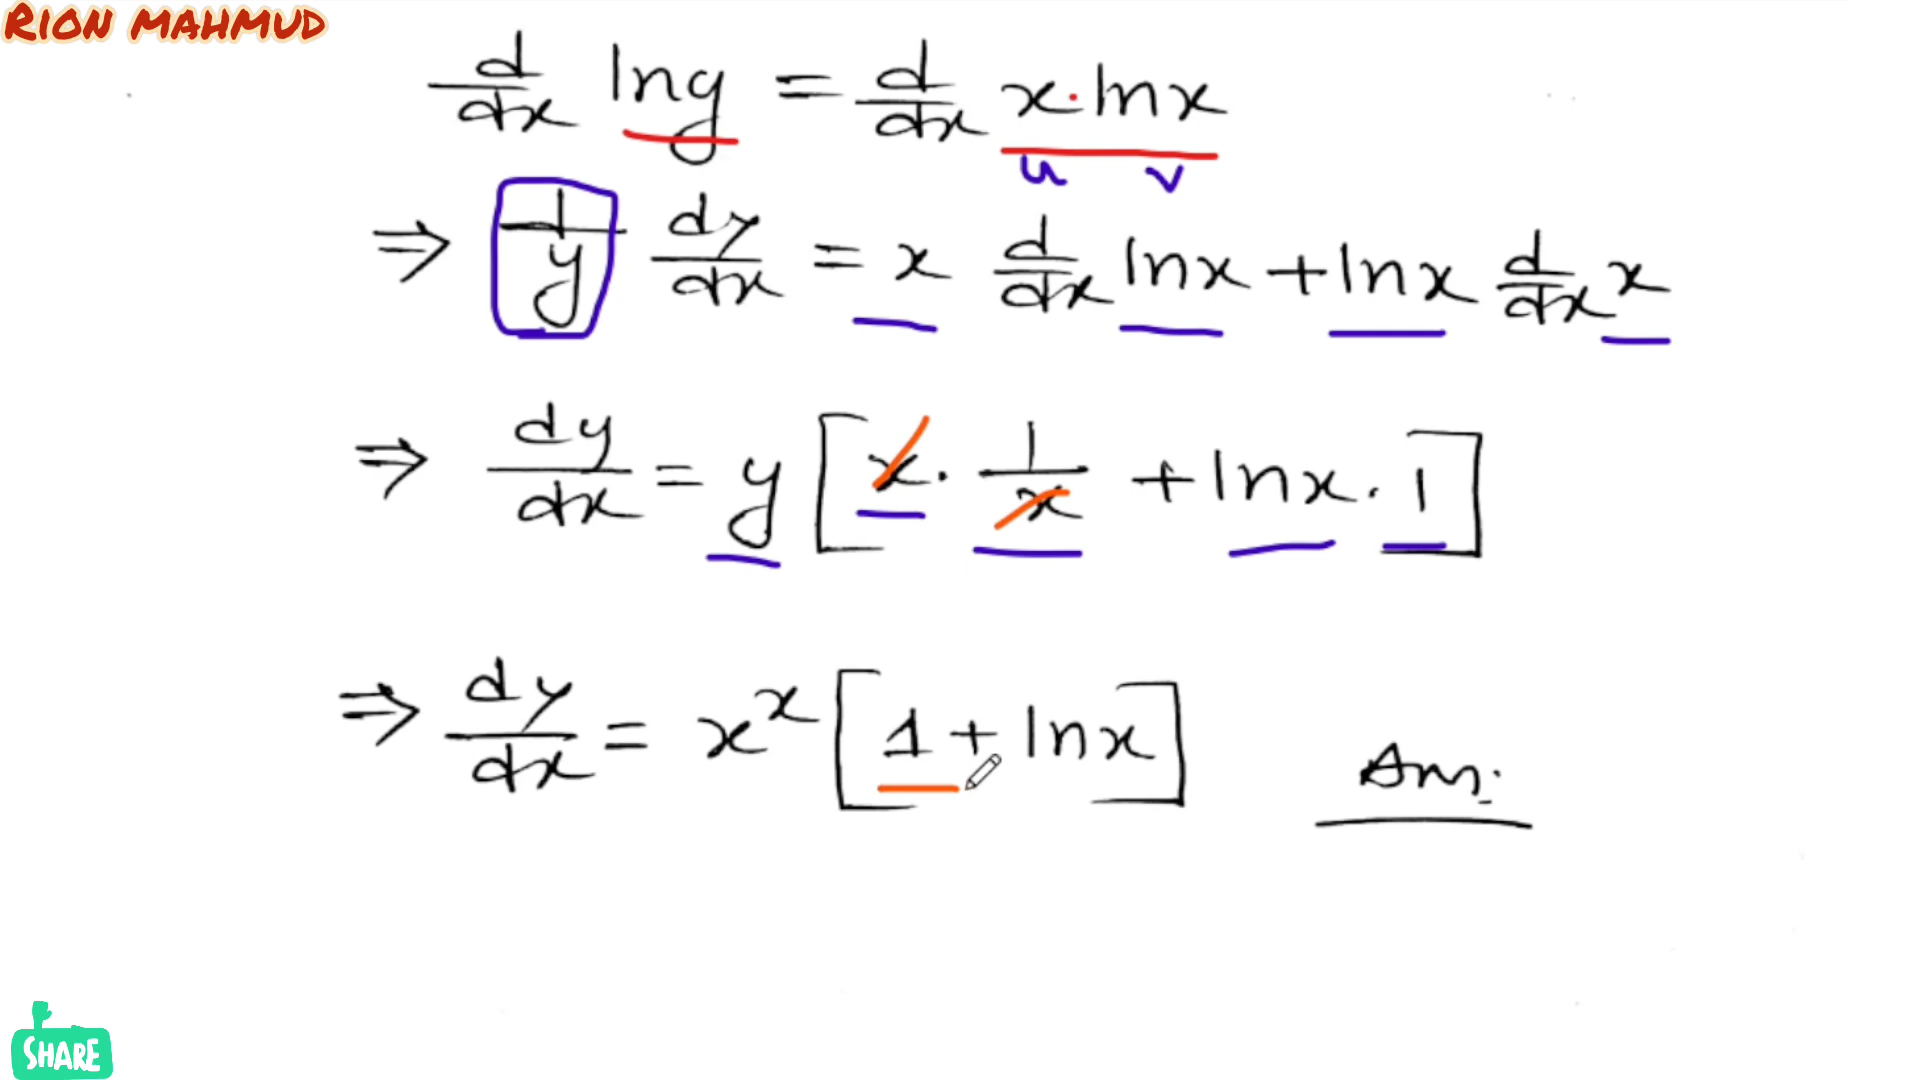 RION MAHMUD
d/dx lny = d/dx x·lnx
u v
⇒ 1/y dy/dx = x d/dx lnx + lnx d/dx x
⇒ dy/dx = y [x · 1/x + lnx · 1]
⇒ dy/dx = x^x [1 + lnx] Ans:
SHARE